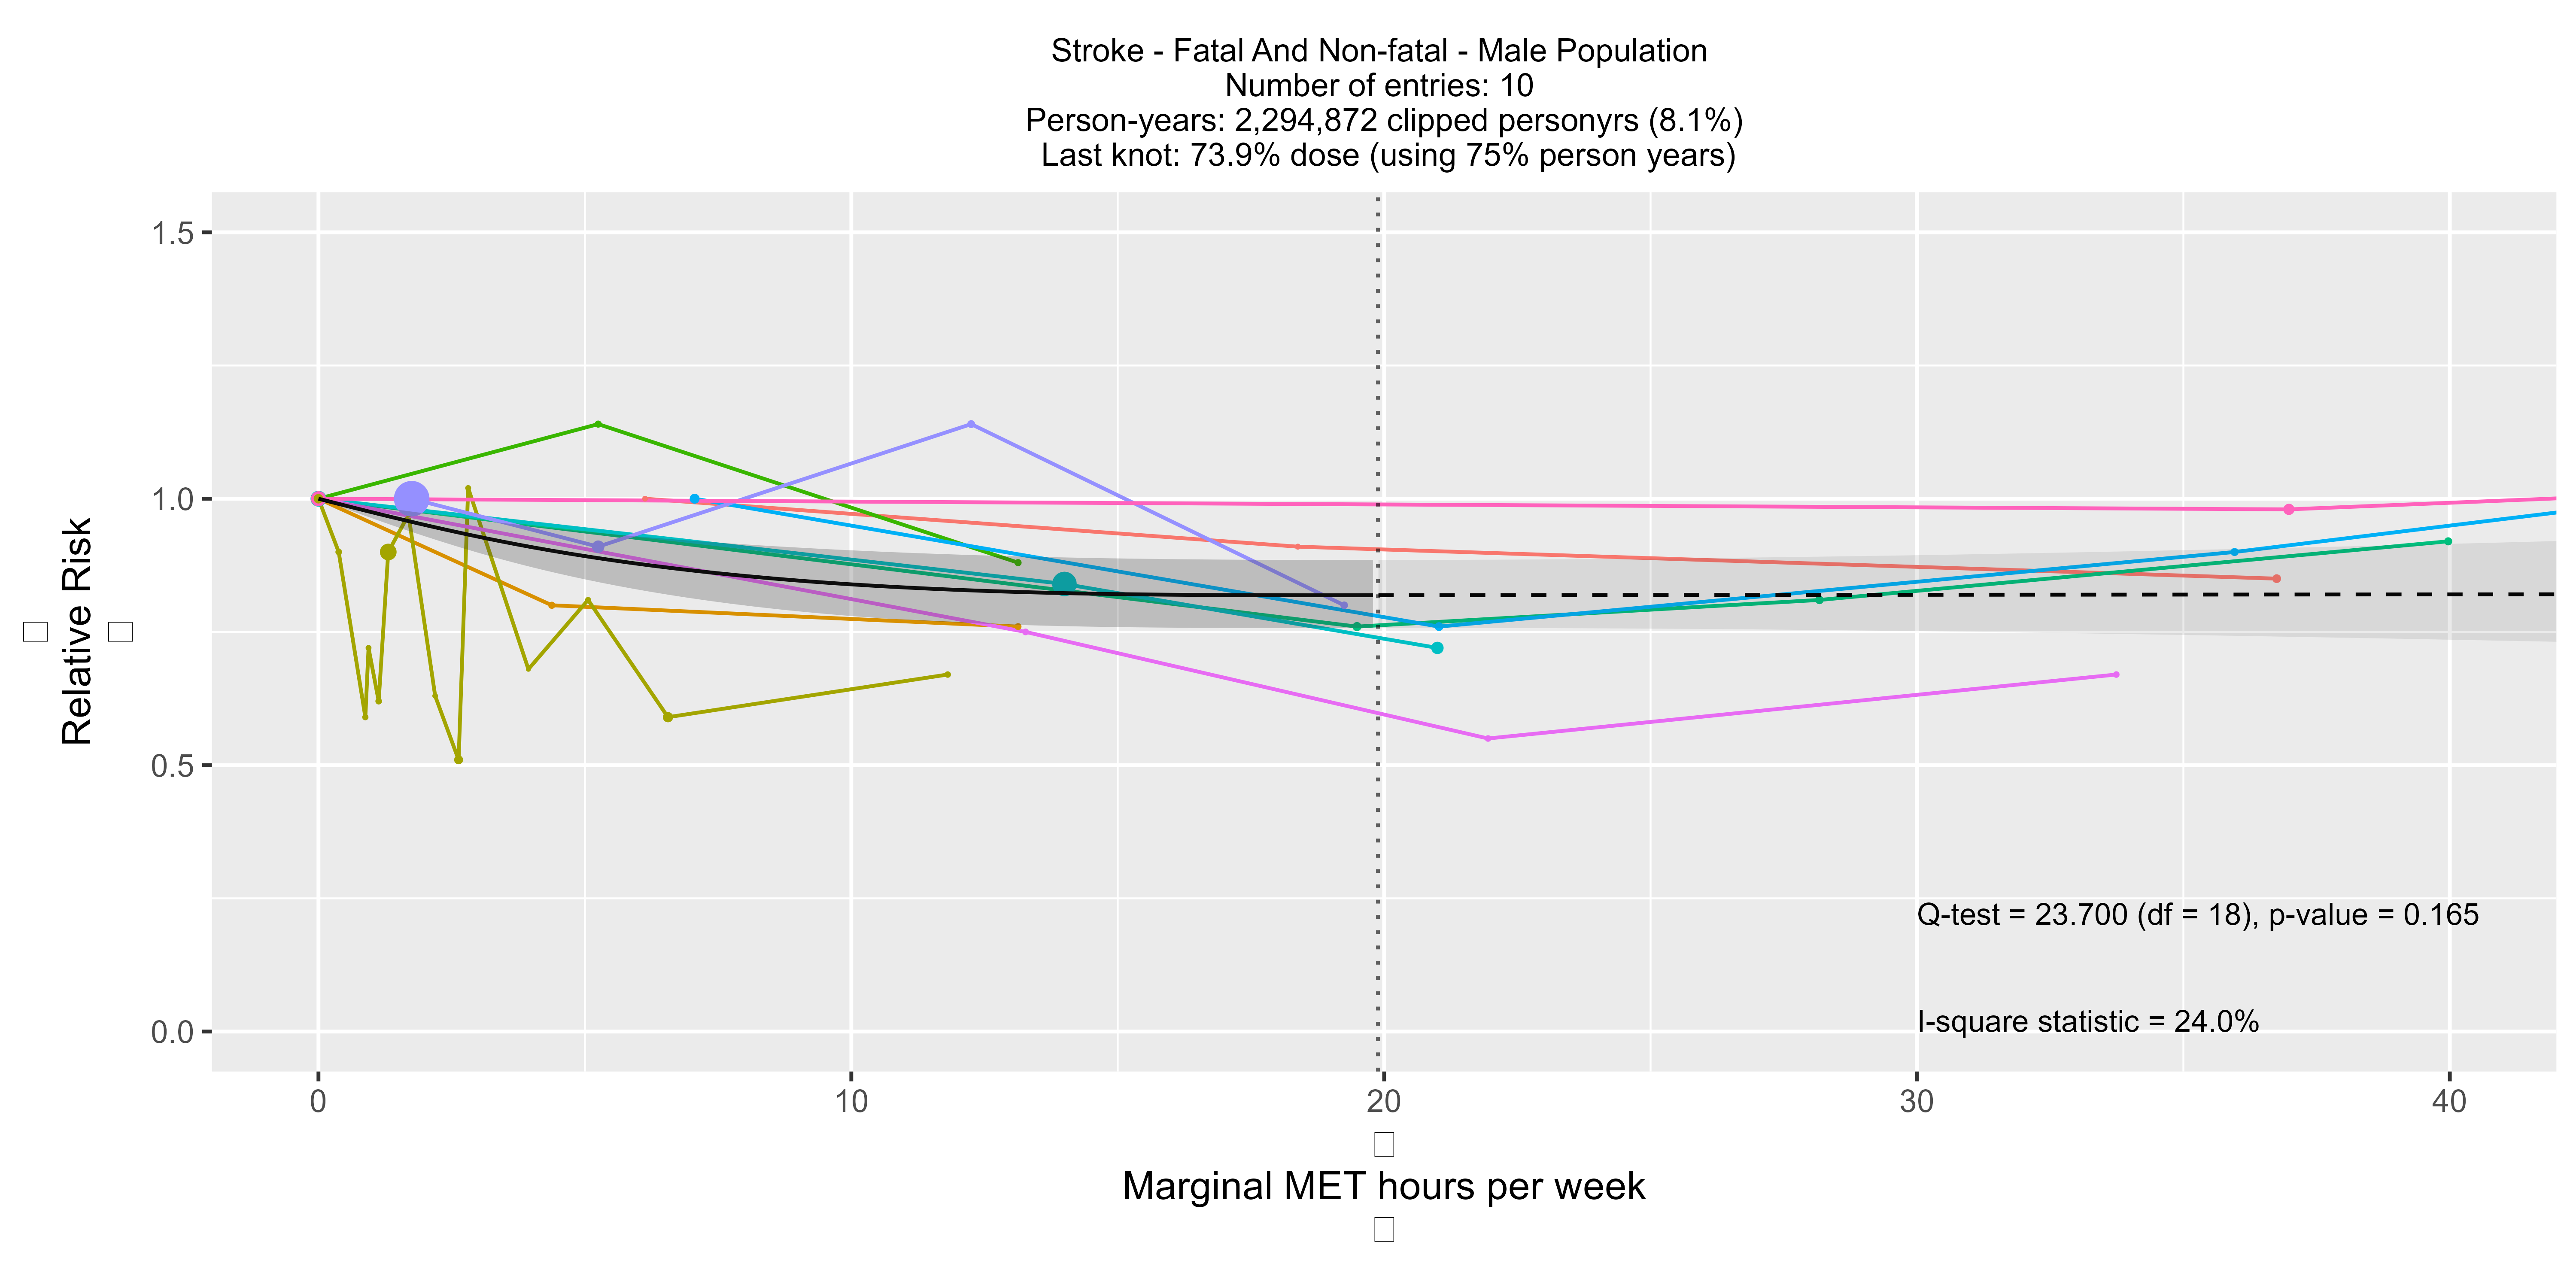 Stroke - Fatal And Non-fatal - Male Population
Number of entries: 10
Person-years: 2,294,872 clipped personyrs (8.1%)
Last knot: 73.9% dose (using 75% person years)
1.5
1.0
0.5
0.0
Relative Risk
Q-test = 23.700 (df = 18), p-value = 0.165
I-square statistic = 24.0%
0 10 20 30 40
Marginal MET hours per week